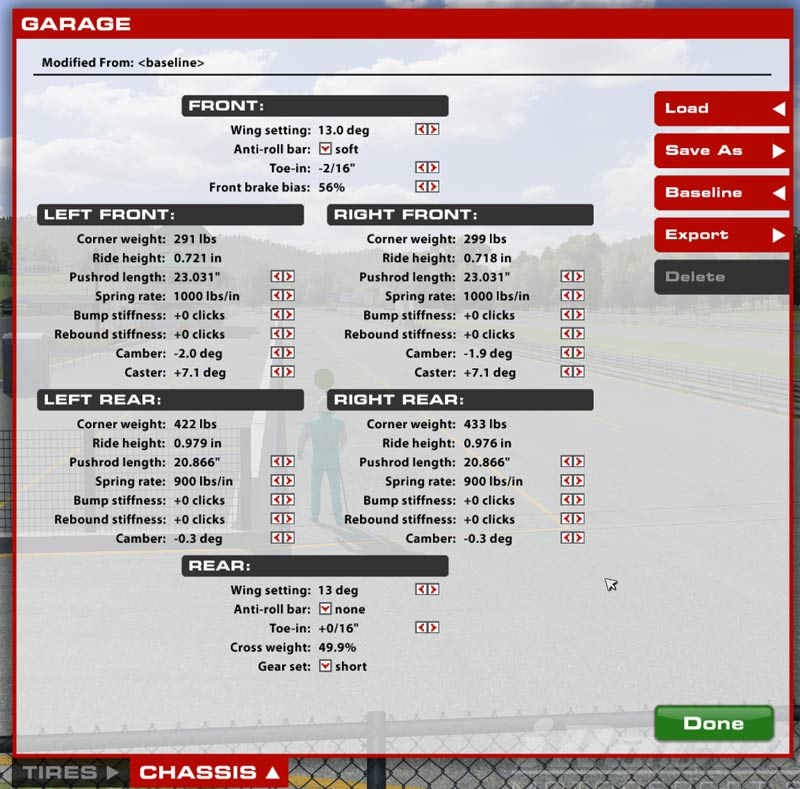 GARAGE
Modified From: <baseline>
FRONT:
Wing setting: 13.0 deg
Anti-roll bar: soft
Toe-in: -2/16"
Front brake bias: 56%
LEFT FRONT:
Corner weight: 291 lbs
Ride height: 0.721 in
Pushrod length: 23.031"
Spring rate: 1000 lbs/in
Bump stiffness: +0 clicks
Rebound stiffness: +0 clicks
Camber: -2.0 deg
Caster: +7.1 deg
RIGHT FRONT:
Corner weight: 299 lbs
Ride height: 0.718 in
Pushrod length: 23.031"
Spring rate: 1000 lbs/in
Bump stiffness: +0 clicks
Rebound stiffness: +0 clicks
Camber: -1.9 deg
Caster: +7.1 deg
LEFT REAR:
Corner weight: 422 lbs
Ride height: 0.979 in
Pushrod length: 20.866"
Spring rate: 900 lbs/in
Bump stiffness: +0 clicks
Rebound stiffness: +0 clicks
Camber: -0.3 deg
RIGHT REAR:
Corner weight: 433 lbs
Ride height: 0.976 in
Pushrod length: 20.866"
Spring rate: 900 lbs/in
Bump stiffness: +0 clicks
Rebound stiffness: +0 clicks
Camber: -0.3 deg
REAR:
Wing setting: 13 deg
Anti-roll bar: none
Toe-in: +0/16"
Cross weight: 49.9%
Gear set: short
Load
Save As
Baseline
Export
Delete
Done
TIRES
CHASSIS